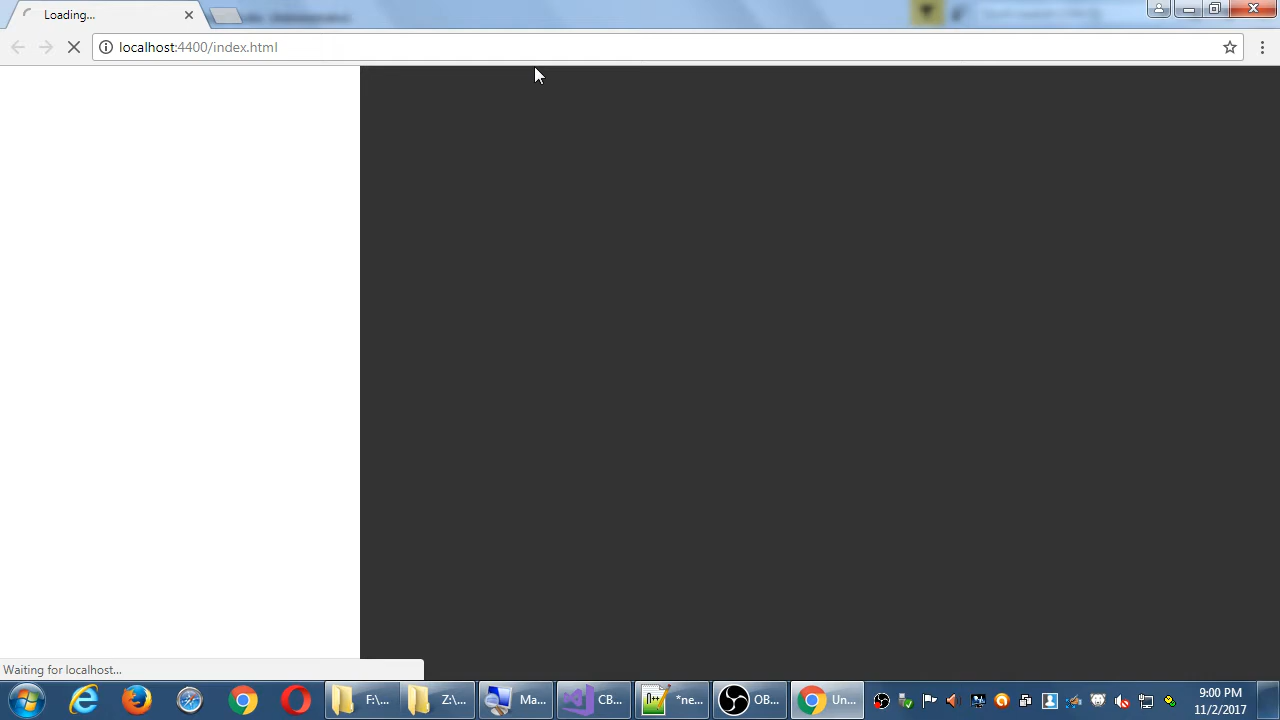 Loading...
localhost:4400/index.html
Waiting for localhost...
F:\...
Z:\...
Ma...
CB...
*ne...
OB...
Un...
9:00 PM
11/2/2017